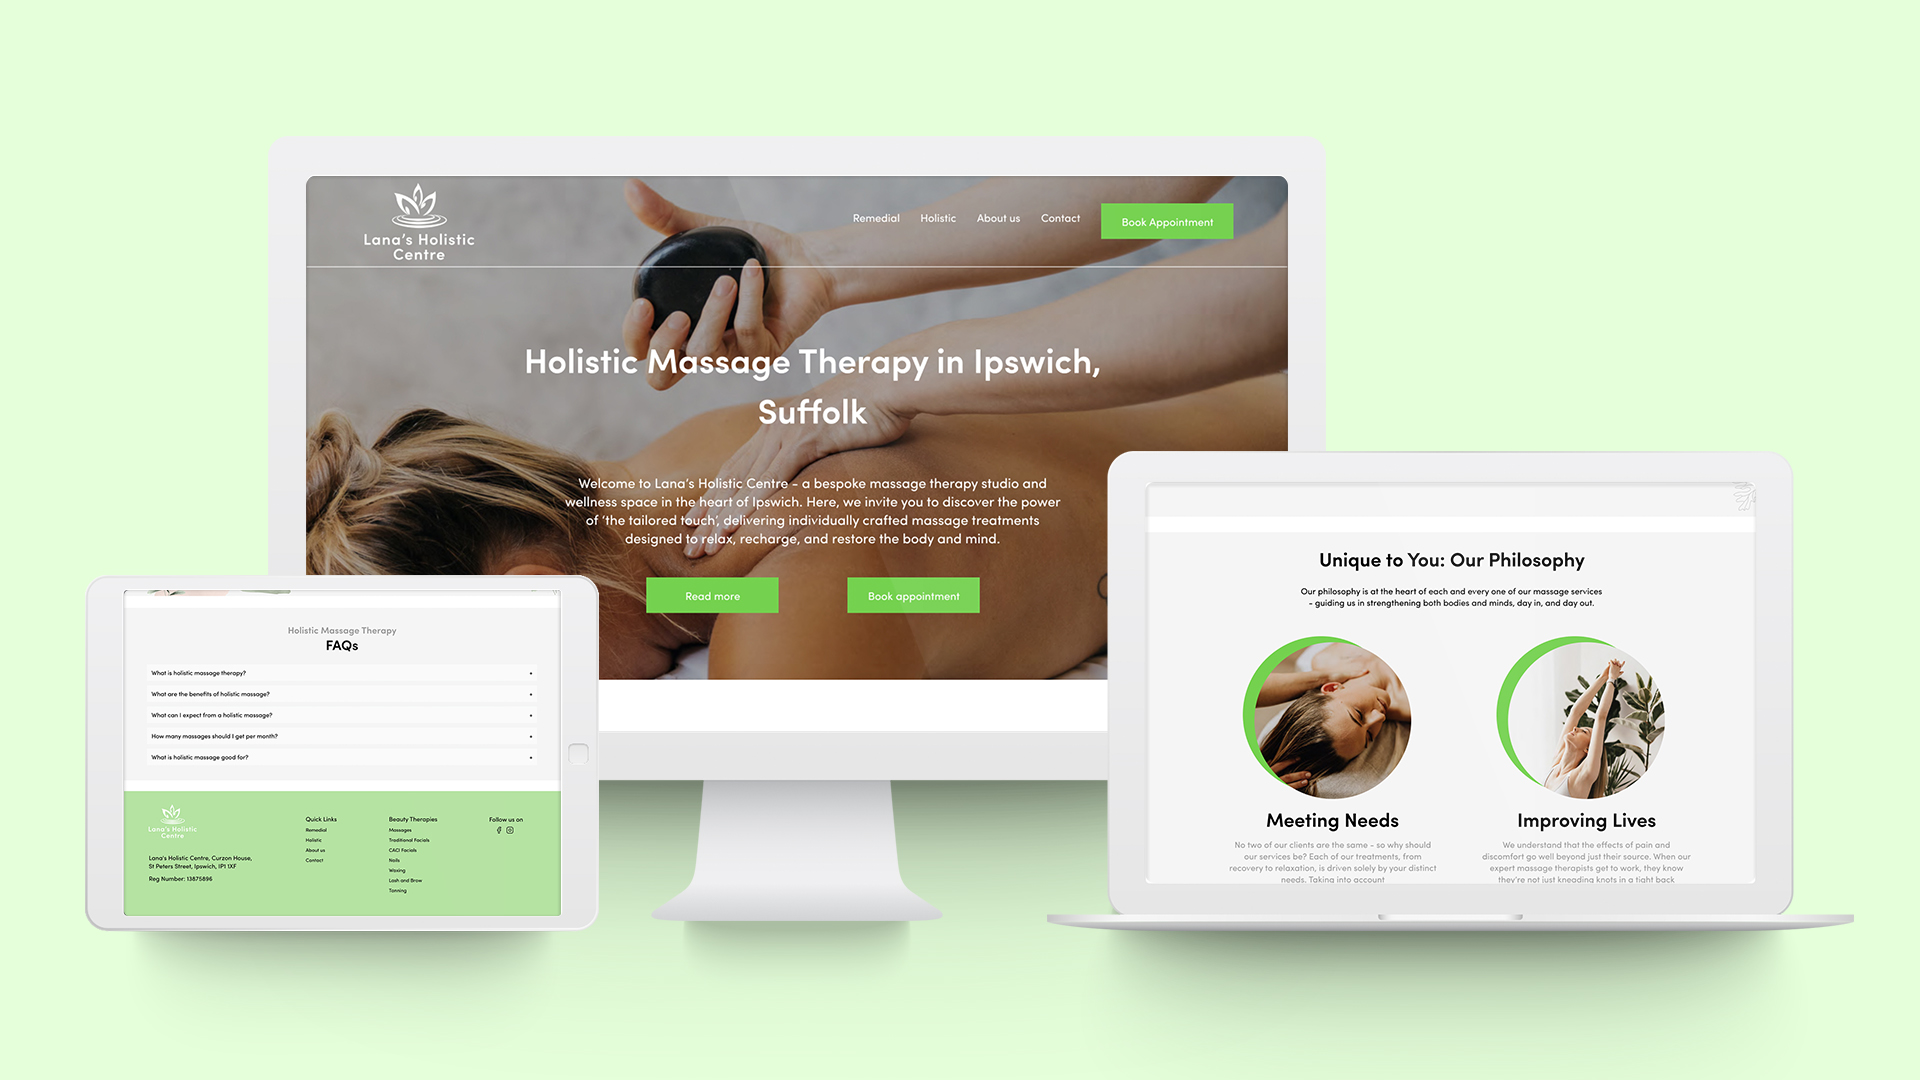 Lana's Holistic
Centre
Remedial
Holistic
About us
Contact
Book Appointment
Holistic Massage Therapy in Ipswich,
Suffolk
Welcome to Lana's Holistic Centre - a bespoke massage therapy studio and
wellness space in the heart of Ipswich. Here, we invite you to discover the power
of 'the tailored touch', delivering individually crafted massage treatments
designed to relax, recharge, and restore the body and mind.
Read more
Book appointment
Holistic Massage Therapy
FAQs
What is holistic massage therapy?
What are the benefits of holistic massage?
What can I expect from a holistic massage?
How many massages should I get per month?
What is holistic massage good for?
Lana's Holistic
Centre
Lana's Holistic Centre, Curzon House,
St Peters Street, Ipswich, IP1 1XF
Reg Number: 13875896
Quick Links
Remedial
Holistic
About us
Contact
Beauty Therapies
Massages
Traditional Facials
CACI Facials
Nails
Waxing
Lash and Brow
Tanning
Follow us on
Unique to You: Our Philosophy
Our philosophy is at the heart of each and every one of our massage services
- guiding us in strengthening both bodies and minds, day in, and day out.
Meeting Needs
No two of our clients are the same - so why should
our services be? Each of our treatments, from
recovery to relaxation, is driven solely by your distinct
needs. Taking into account
Improving Lives
We understand that the effects of pain and
discomfort go well beyond just their source. When our
expert massage therapists get to work, they know
they're not just kneading knots in a tight back